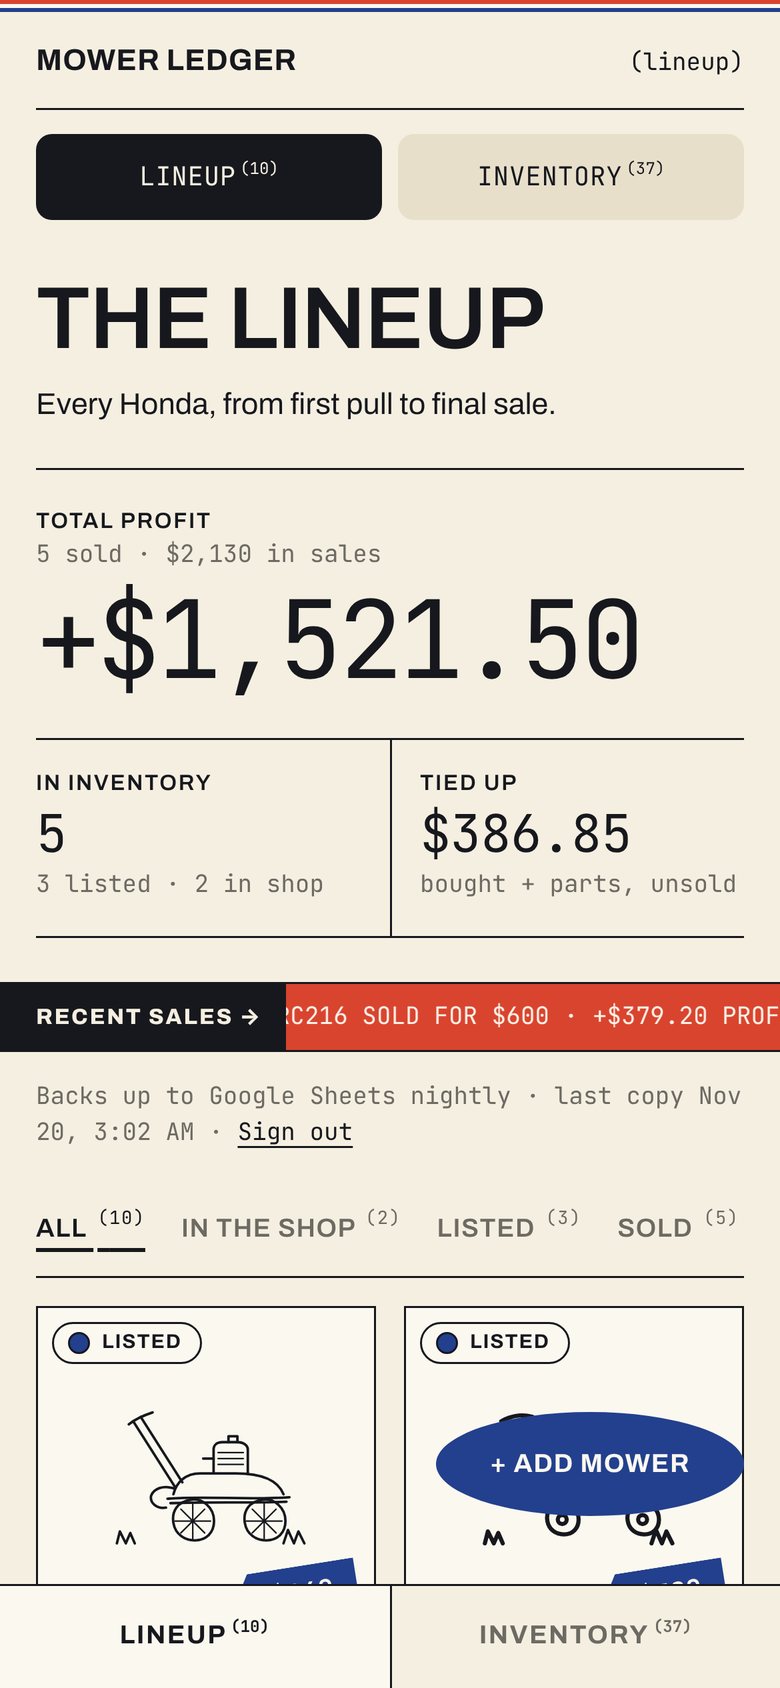 MOWER LEDGER (lineup)
LINEUP (10) INVENTORY (37)
THE LINEUP
Every Honda, from first pull to final sale.
TOTAL PROFIT
5 sold · $2,130 in sales
+$1,521.50
IN INVENTORY
5
3 listed · 2 in shop
TIED UP
$386.85
bought + parts, unsold
RECENT SALES → RC216 SOLD FOR $600 · +$379.20 PROF
Backs up to Google Sheets nightly · last copy Nov
20, 3:02 AM · Sign out
ALL (10) IN THE SHOP (2) LISTED (3) SOLD (5)
LISTED
LISTED
+ ADD MOWER
LINEUP (10) INVENTORY (37)